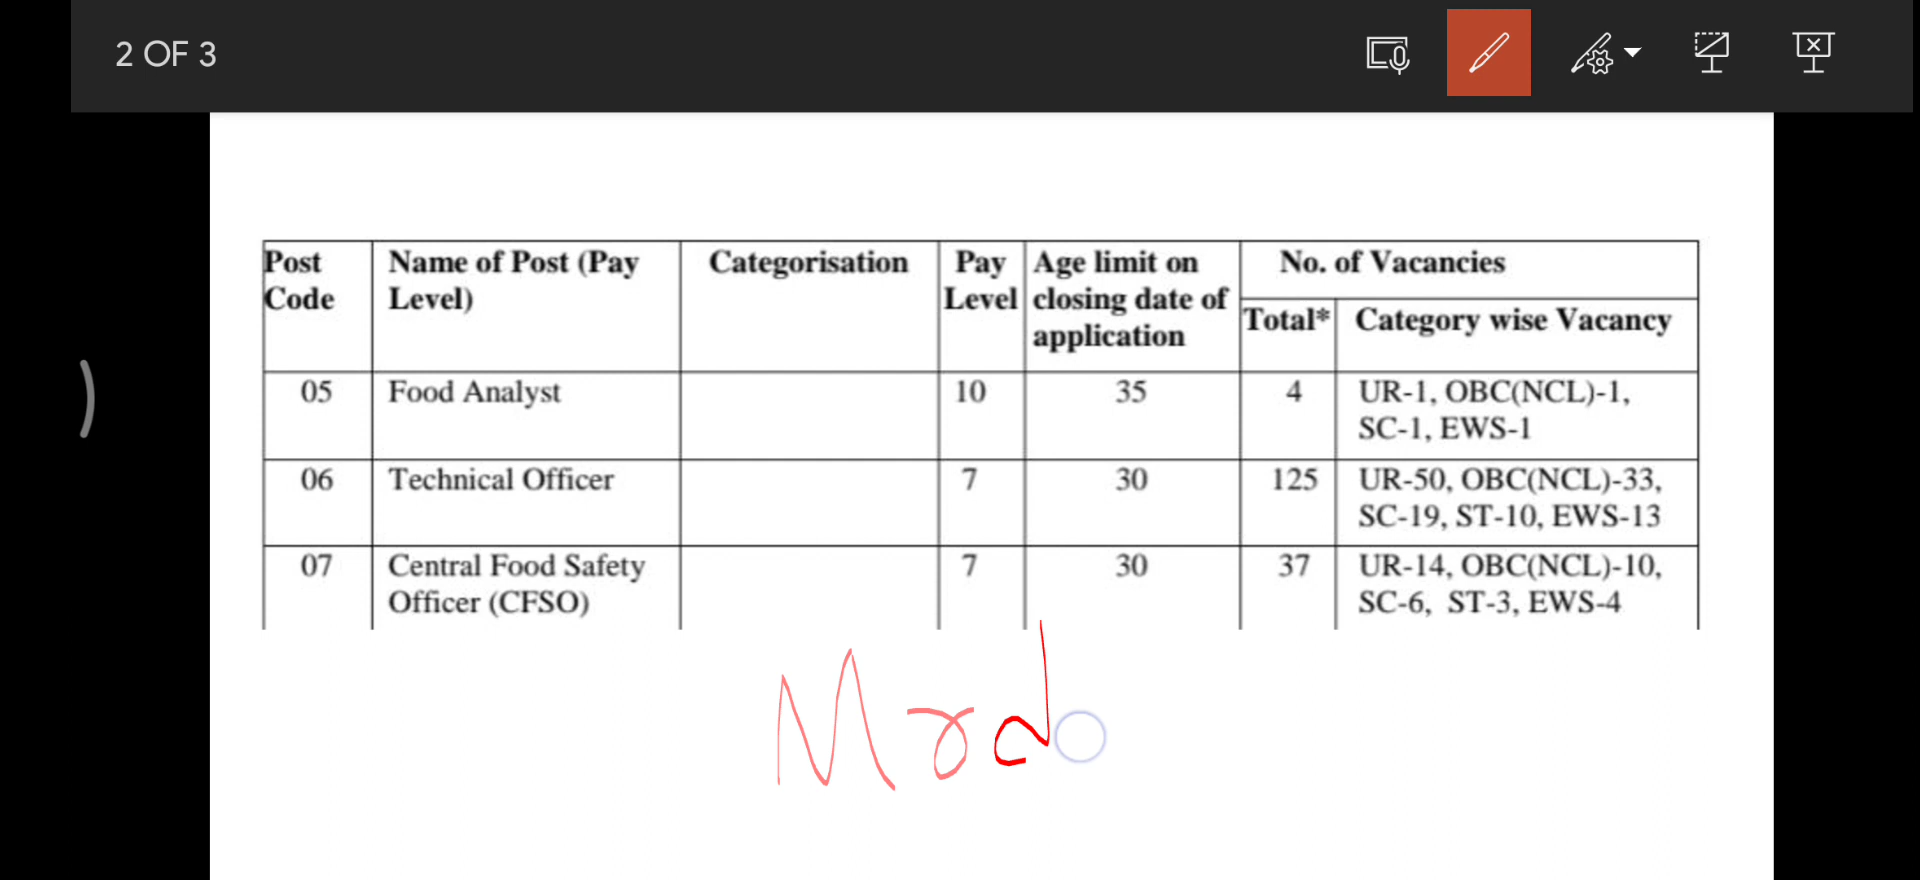 2 OF 3
Post Code | Name of Post (Pay Level) | Categorisation | Pay Level | Age limit on closing date of application | No. of Vacancies
Total* | Category wise Vacancy
05 | Food Analyst | | 10 | 35 | 4 | UR-1, OBC(NCL)-1, SC-1, EWS-1
06 | Technical Officer | | 7 | 30 | 125 | UR-50, OBC(NCL)-33, SC-19, ST-10, EWS-13
07 | Central Food Safety Officer (CFSO) | | 7 | 30 | 37 | UR-14, OBC(NCL)-10, SC-6, ST-3, EWS-4
Mod